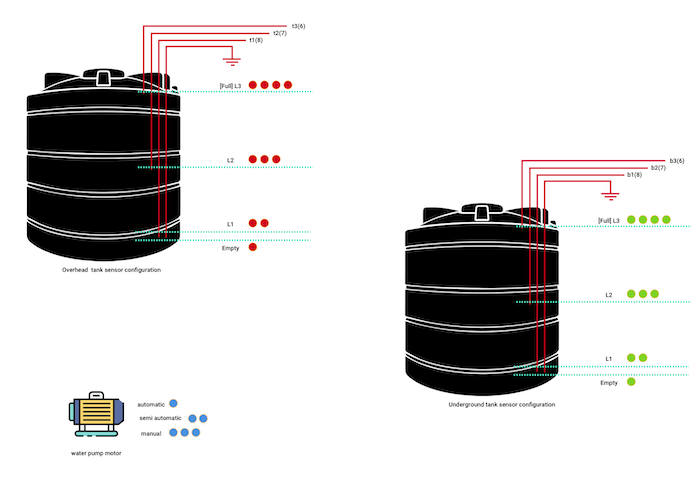 t3(6)
t2(7)
t1(8)
[Full] L3
L2
L1
Empty
Overhead tank sensor configuration
b3(6)
b2(7)
b1(8)
[Full] L3
L2
L1
Empty
Underground tank sensor configuration
automatic
semi automatic
manual
water pump motor